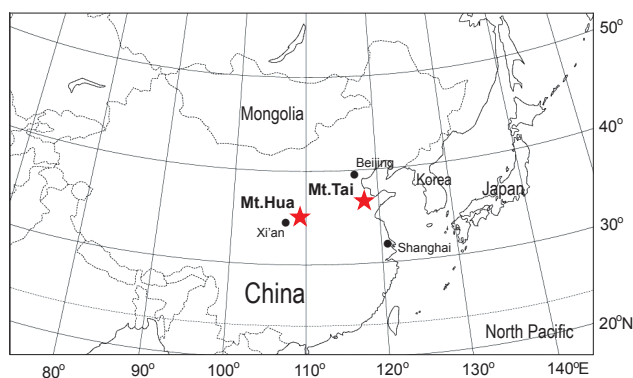 50°
Mongolia
40°
Beijing
Mt.Tai
Korea
Japan
Mt.Hua
Xi'an
30°
Shanghai
China
North Pacific
20°N
80° 90° 100° 110° 120° 130° 140°E